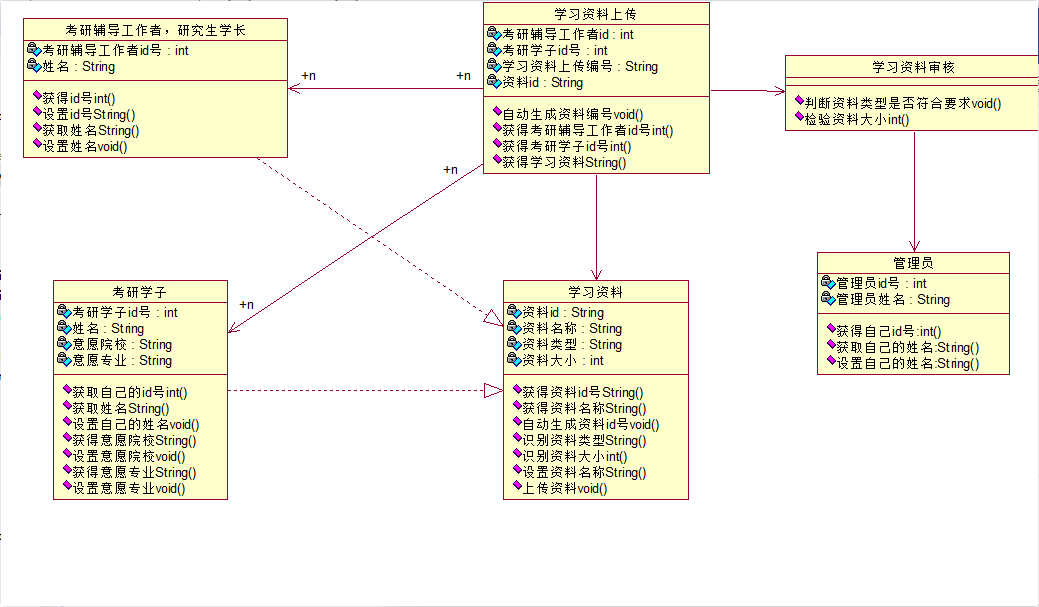 考研辅导工作者，研究生学长
考研辅导工作者id号 : int
姓名 : String
获得id号int()
设置id号String()
获取姓名String()
设置姓名void()
+n
+n
学习资料上传
考研辅导工作者id : int
考研学子id号 : int
学习资料上传编号 : String
资料id : String
自动生成资料编号void()
获得考研辅导工作者id号int()
获得考研学子id号int()
获得学习资料String()
学习资料审核
判断资料类型是否符合要求void()
检验资料大小int()
+n
+n
考研学子
考研学子id号 : int
姓名 : String
意愿院校 : String
意愿专业 : String
获取自己的id号int()
获取姓名String()
设置自己的姓名void()
获得意愿院校String()
设置意愿院校void()
获得意愿专业String()
设置意愿专业void()
学习资料
资料id : String
资料名称 : String
资料类型 : String
资料大小 : int
获得资料id号String()
获得资料名称String()
自动生成资料id号void()
识别资料类型String()
识别资料大小int()
设置资料名称String()
上传资料void()
管理员
管理员id号 : int
管理员姓名 : String
获得自己id号:int()
获取自己的姓名:String()
设置自己的姓名:String()